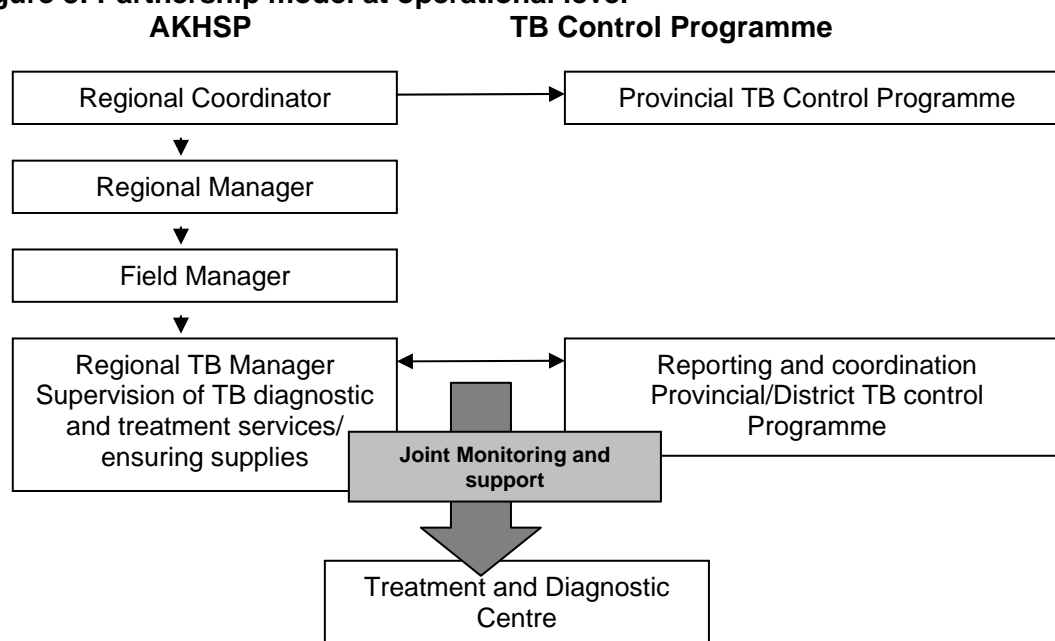 AKHSP TB Control Programme
Regional Coordinator
Provincial TB Control Programme
Regional Manager
Field Manager
Regional TB Manager
Supervision of TB diagnostic
and treatment services/
ensuring supplies
Reporting and coordination
Provincial/District TB control
Programme
Joint Monitoring and
support
Treatment and Diagnostic
Centre